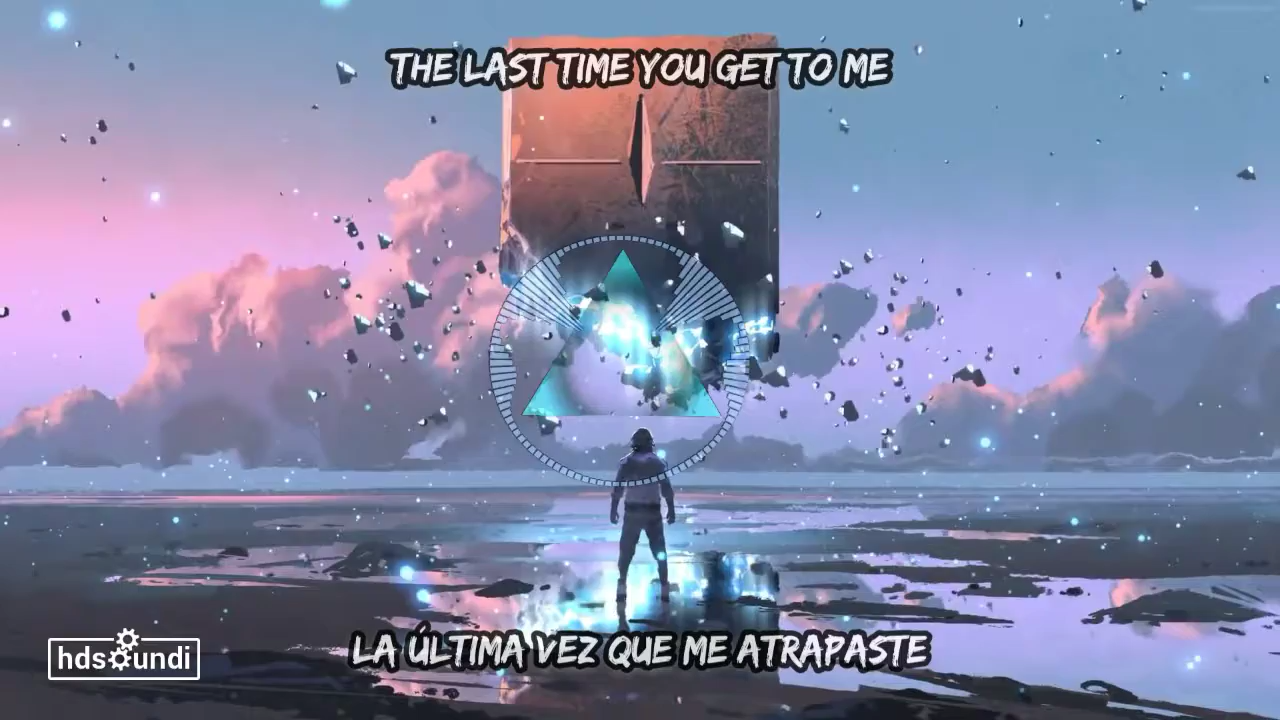 THE LAST TIME YOU GET TO ME
LA ÚLTIMA VEZ QUE ME ATRAPASTE
hdsoundi